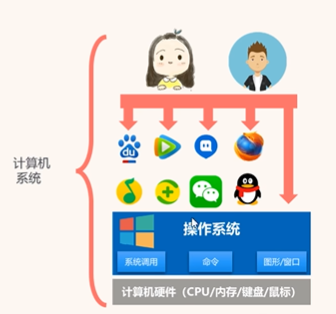 计算机
系统
du
操作系统
系统调用
命令
图形/窗口
计算机硬件（CPU/内存/键盘/鼠标）